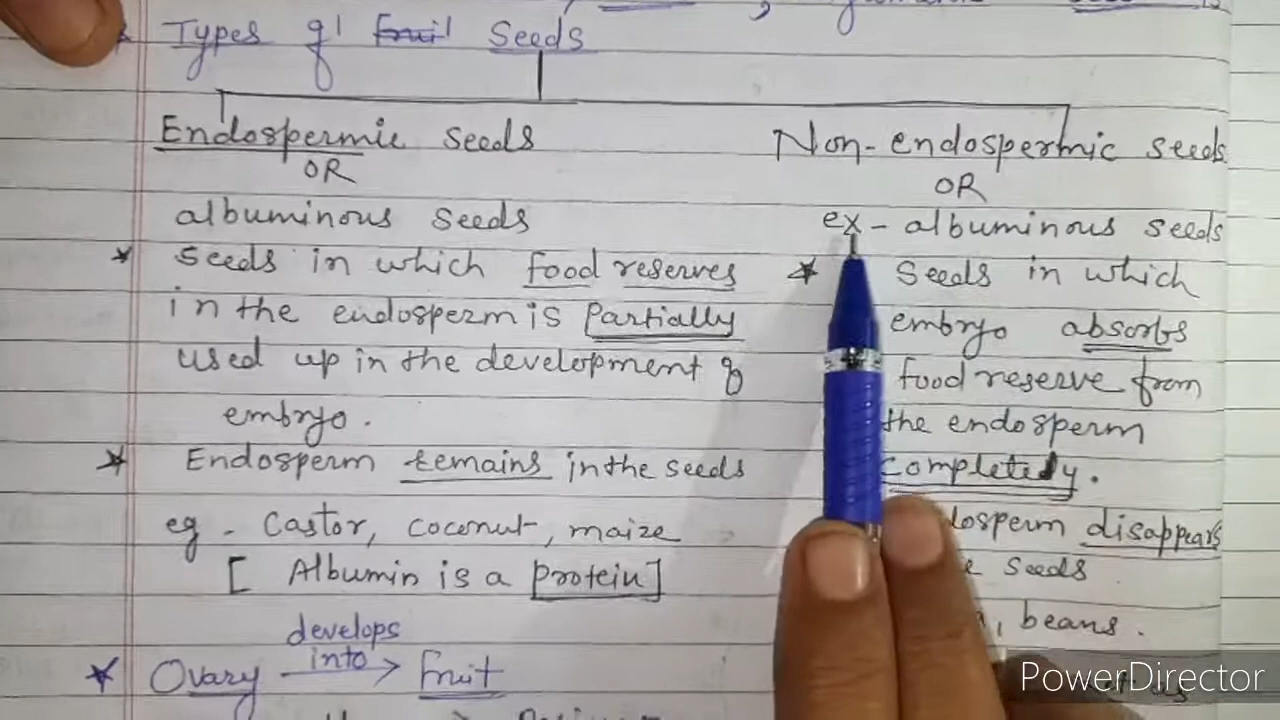 Types of Fruit Seeds
Endospermic seeds
OR
albuminous seeds
* Seeds in which food reserves
in the endosperm is Partially
used up in the development of
embryo.
* Endosperm remains in the seeds
eg - Castor, coconut, maize
[ Albumin is a protein]
Non-endospermic seeds
OR
ex-albuminous seeds
* Seeds in which
embryo absorbs
food reserve from
the endosperm
completely.
disappears
seeds
, beans.
develops
* Ovary into > Fruit
PowerDirector